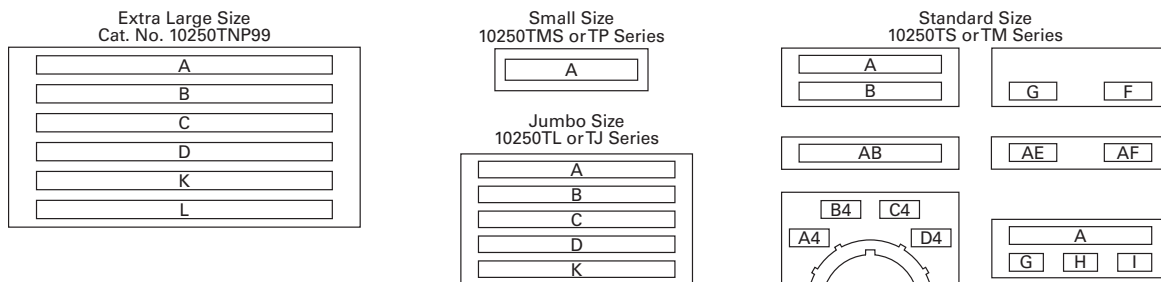 Extra Large Size
Cat. No. 10250TNP99
A
B
C
D
K
L
Small Size
10250TMS or TP Series
A
Jumbo Size
10250TL or TJ Series
A
B
C
D
K
Standard Size
10250TS or TM Series
A
B
G F
AB
AE AF
B4 C4
A4 D4
A
G H I